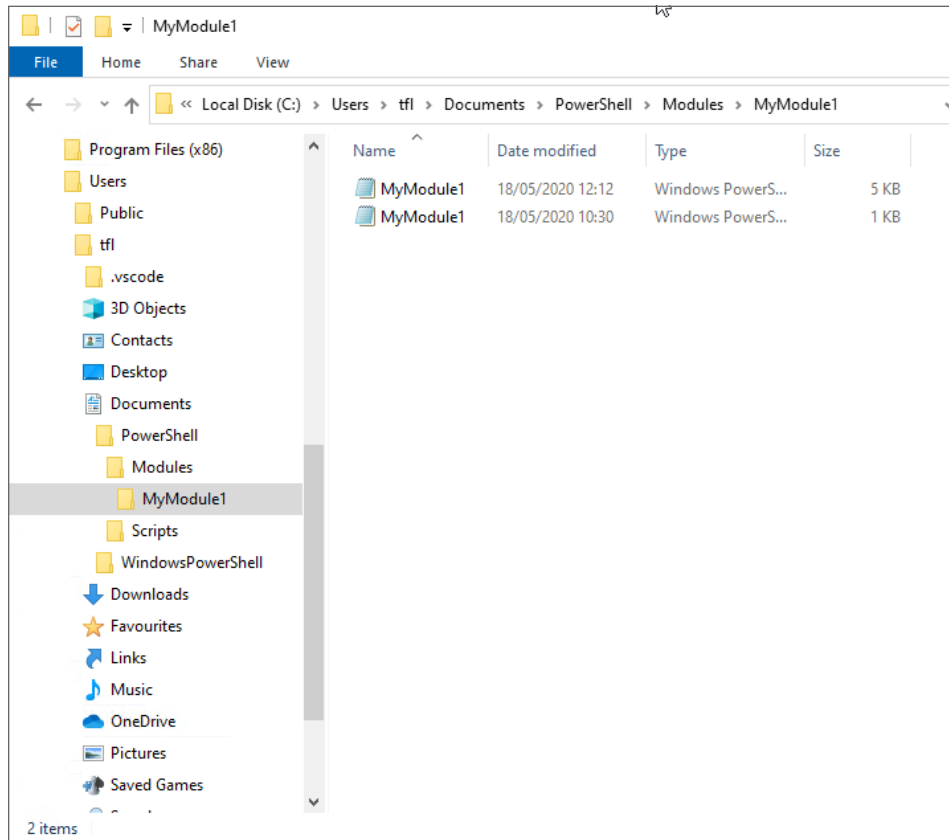 MyModule1
File Home Share View
« Local Disk (C:) > Users > tfl > Documents > PowerShell > Modules > MyModule1
Program Files (x86)
Users
Public
tfl
.vscode
3D Objects
Contacts
Desktop
Documents
PowerShell
Modules
MyModule1
Scripts
WindowsPowerShell
Downloads
Favourites
Links
Music
OneDrive
Pictures
Saved Games
Name Date modified Type Size
MyModule1 18/05/2020 12:12 Windows PowerS... 5 KB
MyModule1 18/05/2020 10:30 Windows PowerS... 1 KB
2 items